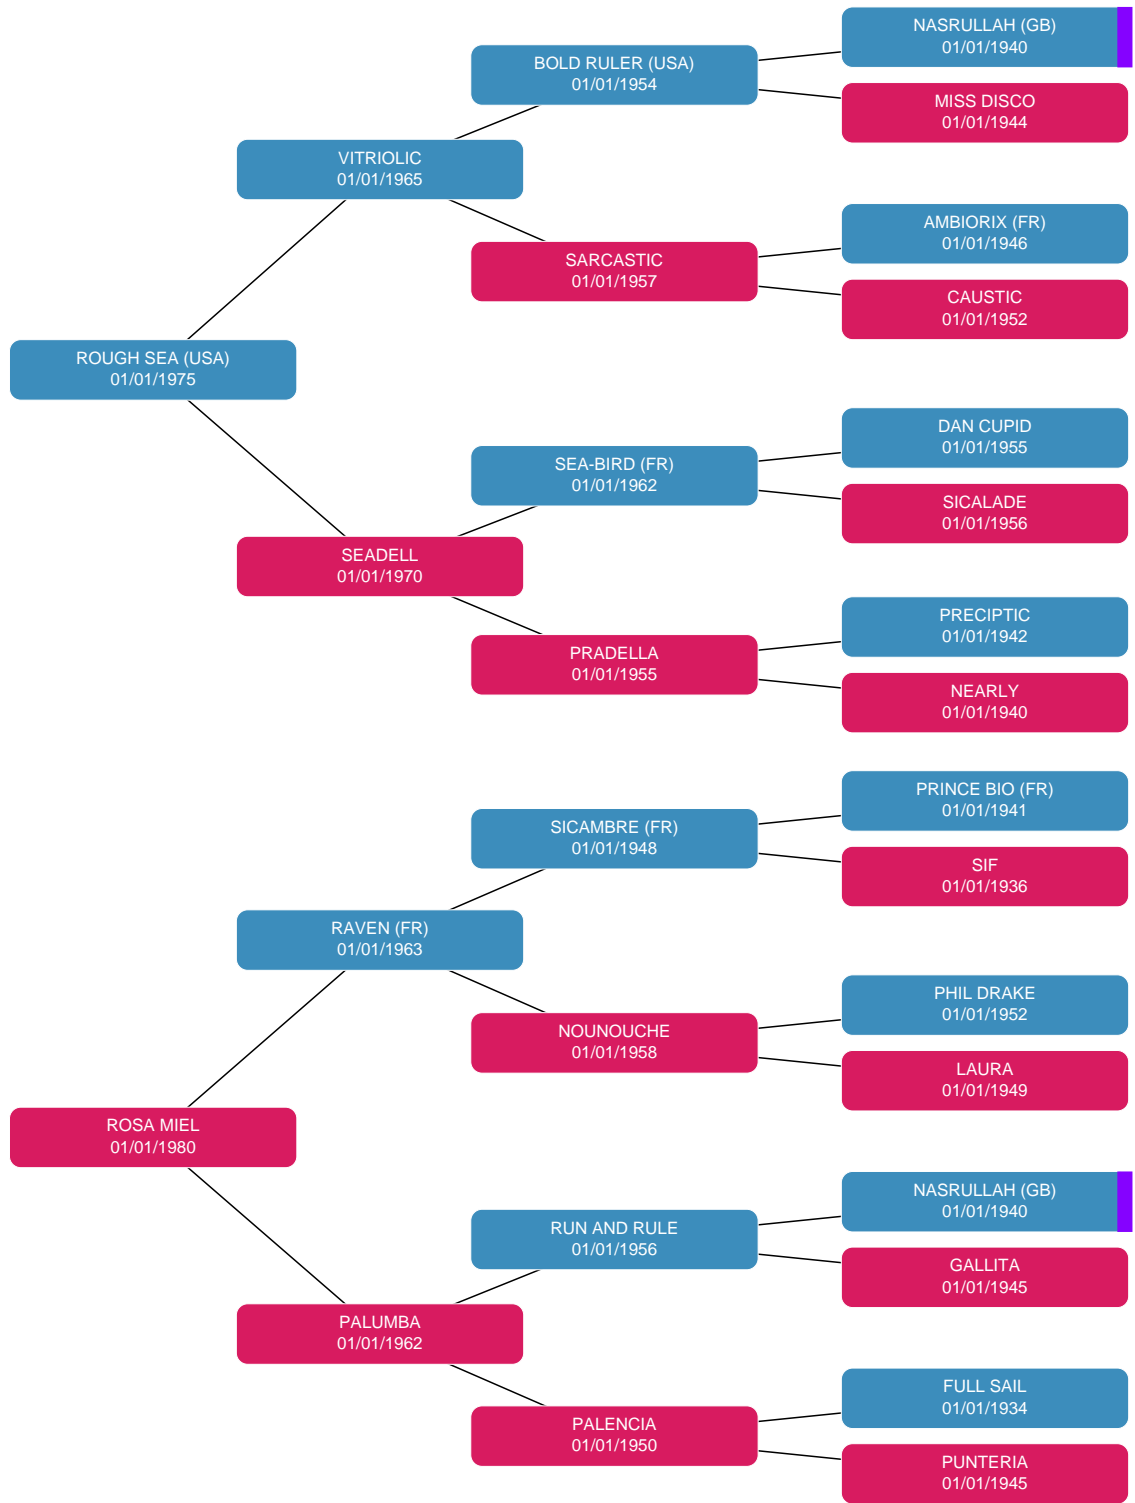 NASRULLAH (GB)
01/01/1940
BOLD RULER (USA)
01/01/1954
MISS DISCO
01/01/1944
VITRIOLIC
01/01/1965
AMBIORIX (FR)
01/01/1946
SARCASTIC
01/01/1957
CAUSTIC
01/01/1952
ROUGH SEA (USA)
01/01/1975
DAN CUPID
01/01/1955
SEA-BIRD (FR)
01/01/1962
SICALADE
01/01/1956
SEADELL
01/01/1970
PRECIPTIC
01/01/1942
PRADELLA
01/01/1955
NEARLY
01/01/1940
PRINCE BIO (FR)
01/01/1941
SICAMBRE (FR)
01/01/1948
SIF
01/01/1936
RAVEN (FR)
01/01/1963
PHIL DRAKE
01/01/1952
NOUNOUCHE
01/01/1958
LAURA
01/01/1949
ROSA MIEL
01/01/1980
NASRULLAH (GB)
01/01/1940
RUN AND RULE
01/01/1956
GALLITA
01/01/1945
PALUMBA
01/01/1962
FULL SAIL
01/01/1934
PALENCIA
01/01/1950
PUNTERIA
01/01/1945